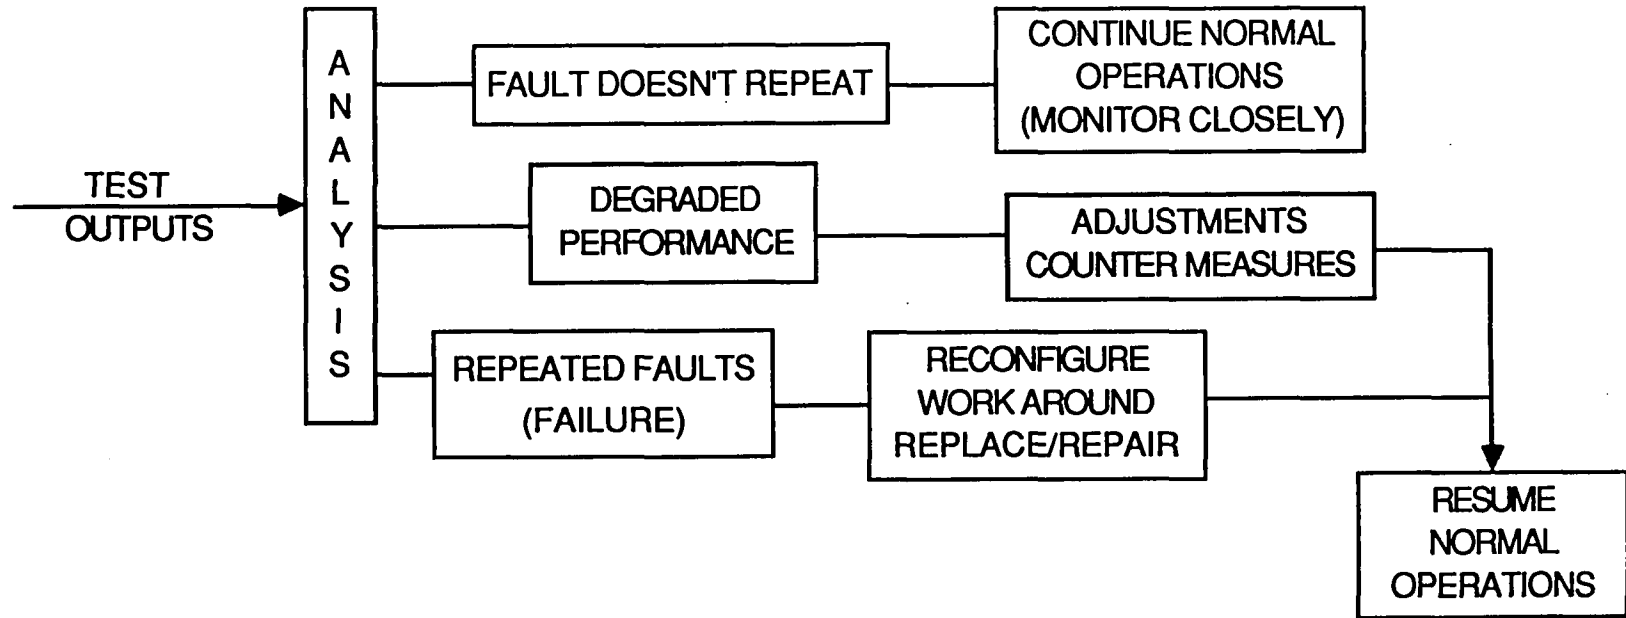 TEST
OUTPUTS
ANALYSIS
FAULT DOESN'T REPEAT
CONTINUE NORMAL
OPERATIONS
(MONITOR CLOSELY)
DEGRADED
PERFORMANCE
ADJUSTMENTS
COUNTER MEASURES
REPEATED FAULTS
(FAILURE)
RECONFIGURE
WORK AROUND
REPLACE/REPAIR
RESUME
NORMAL
OPERATIONS